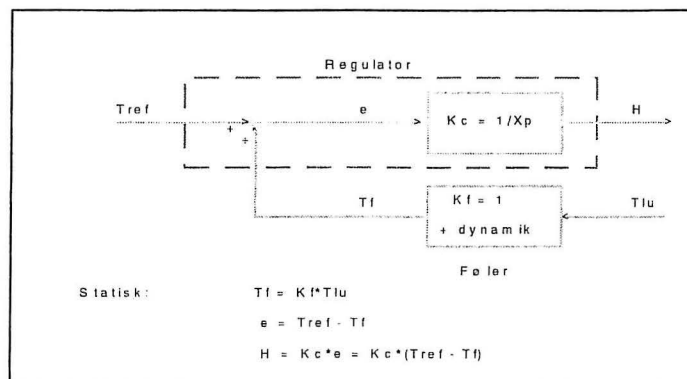 Regulator
Tref
e
Kc = 1/Xp
H
+
÷
Tf
Kf = 1
+ dynamik
Tlu
Føler
Statisk: Tf = Kf*Tlu
e = Tref - Tf
H = Kc*e = Kc*(Tref - Tf)